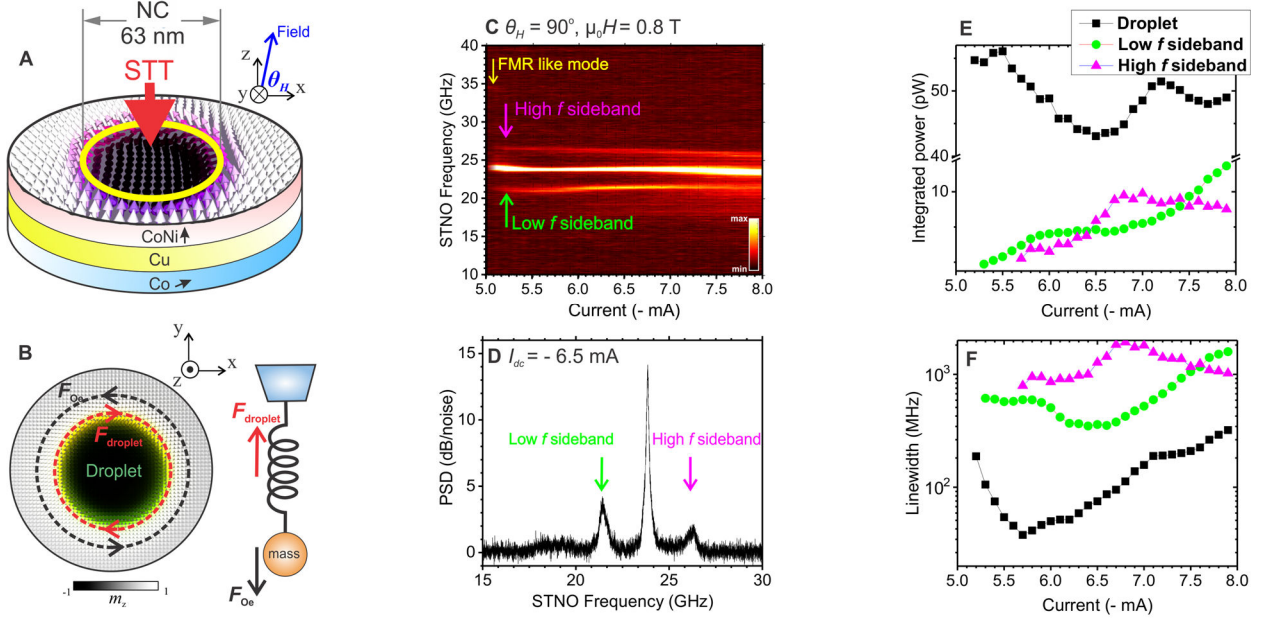 A
NC
63 nm
STT
Field
z
θH
y
x
CoNi
Cu
Co
B
y
x
z
FOe
Fdroplet
Droplet
-1
mz
1
Fdroplet
mass
FOe
C θH = 90°, μ0H = 0.8 T
FMR like mode
High f sideband
Low f sideband
max
min
40
35
30
25
20
15
10
STNO Frequency (GHz)
5.0 5.5 6.0 6.5 7.0 7.5 8.0
Current (- mA)
D Idc = - 6.5 mA
Low f sideband
High f sideband
15
10
5
0
PSD (dB/noise)
15 20 25 30
STNO Frequency (GHz)
E
Droplet
Low f sideband
High f sideband
60
50
40
10
Integrated power (pW)
5.0 5.5 6.0 6.5 7.0 7.5 8.0
Current (- mA)
F
10³
10²
Linewidth (MHz)
5.0 5.5 6.0 6.5 7.0 7.5 8.0
Current (- mA)